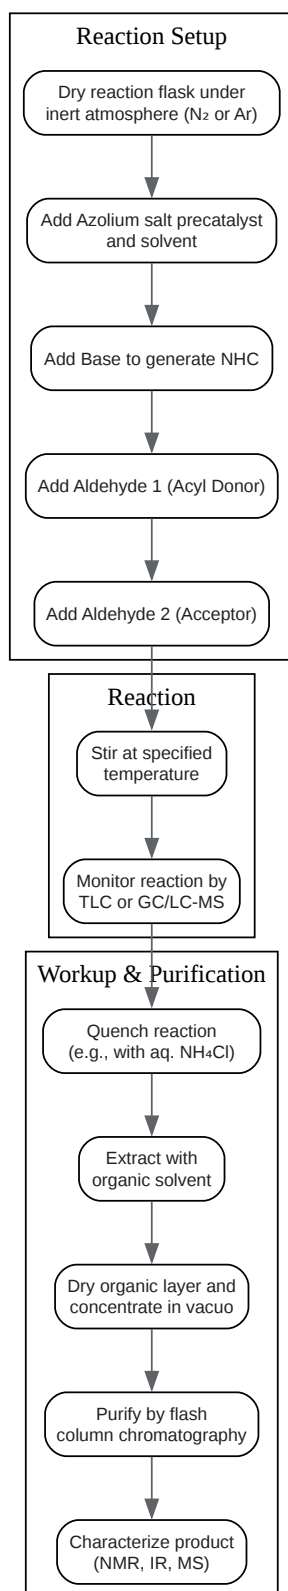 Reaction Setup
Dry reaction flask under
inert atmosphere (N₂ or Ar)
Add Azolium salt precatalyst
and solvent
Add Base to generate NHC
Add Aldehyde 1 (Acyl Donor)
Add Aldehyde 2 (Acceptor)
Reaction
Stir at specified
temperature
Monitor reaction by
TLC or GC/LC-MS
Workup & Purification
Quench reaction
(e.g., with aq. NH₄Cl)
Extract with
organic solvent
Dry organic layer and
concentrate in vacuo
Purify by flash
column chromatography
Characterize product
(NMR, IR, MS)